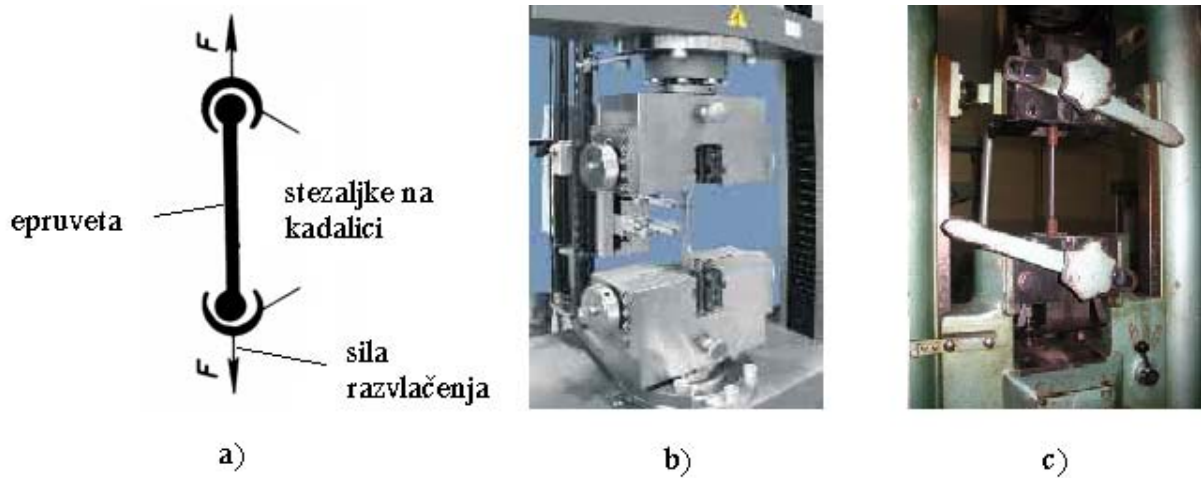 F
epruveta
stezaljke na
kadalici
F
sila
razvlačenja
a)
b)
c)